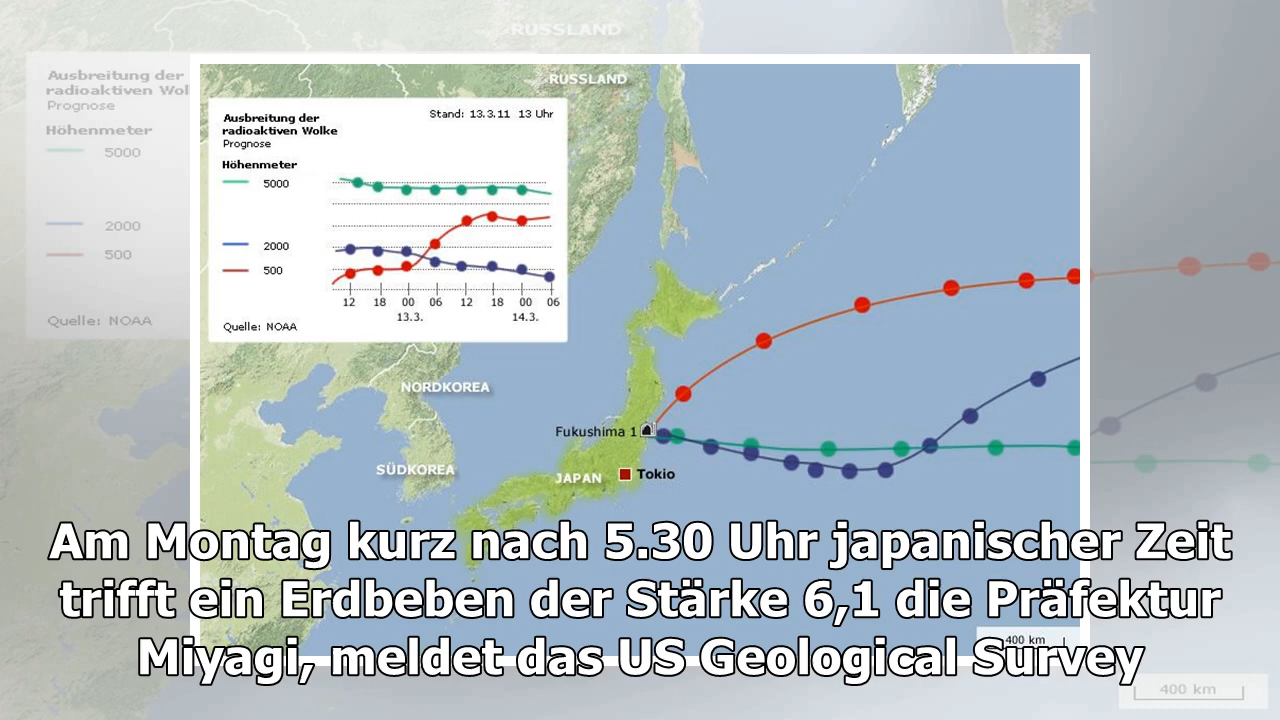 RUSSLAND
Ausbreitung der
radioaktiven Wol
Prognose
Höhenmeter
5000
2000
500
Quelle: NOAA
RUSSLAND
Ausbreitung der
radioaktiven Wolke
Prognose
Stand: 13.3.11 13 Uhr
Höhenmeter
5000
2000
500
12 18 00 06 12 18 00 06
13.3. 14.3.
Quelle: NOAA
NORDKOREA
Fukushima 1
SÜDKOREA
JAPAN
Tokio
Am Montag kurz nach 5.30 Uhr japanischer Zeit
trifft ein Erdbeben der Stärke 6,1 die Präfektur
400 km
Miyagi, meldet das US Geological Survey
400 km